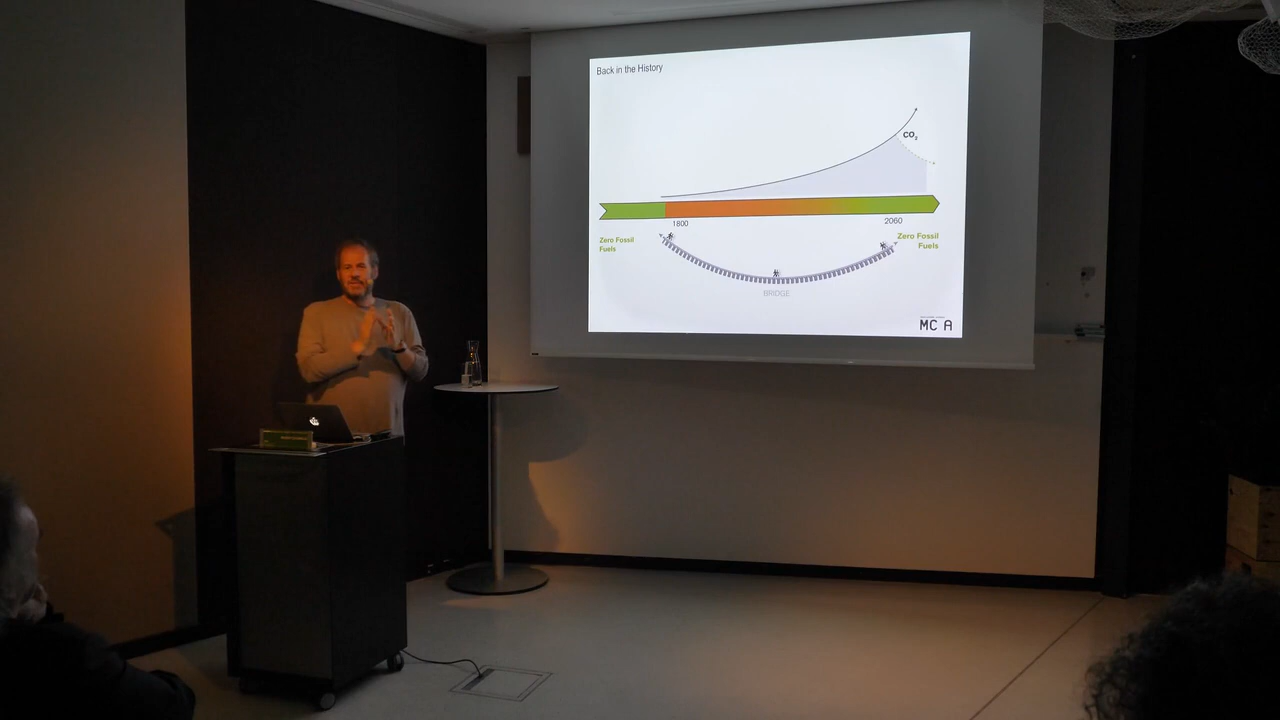 Back in the History
CO₂
1800
2060
Zero Fossil
Fuels
Zero Fossil
Fuels
BRIDGE
MC A